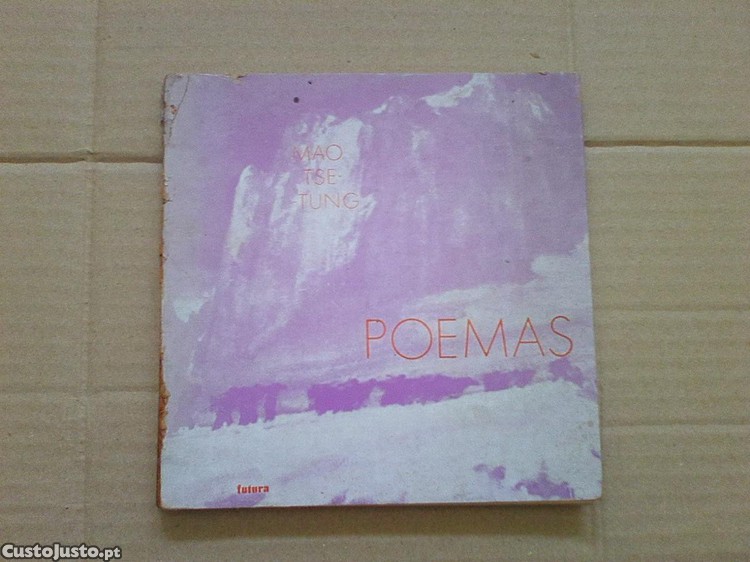 MAO
TSE-
-TUNG
POEMAS
futura
CustoJusto.pt